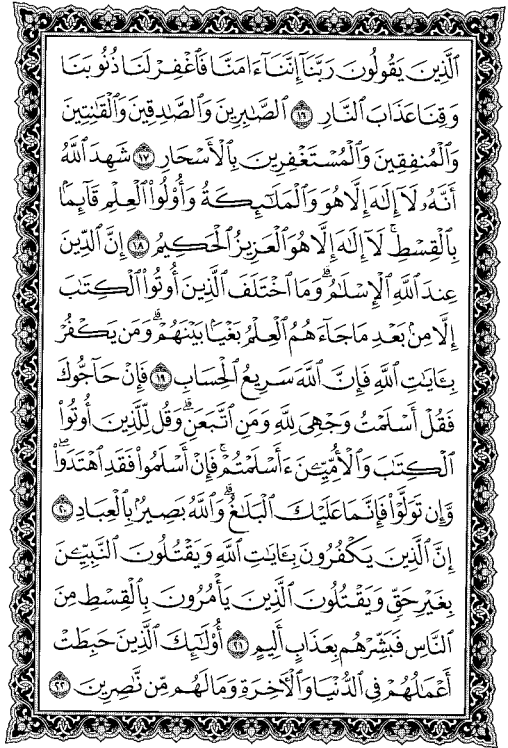 ٱلَّذِينَ يَقُولُونَ رَبَّنَآ إِنَّنَآ ءَامَنَّا فَٱغْفِرْ لَنَا ذُنُوبَنَا
وَقِنَا عَذَابَ ٱلنَّارِ ١٦ ٱلصَّـٰبِرِينَ وَٱلصَّـٰدِقِينَ وَٱلْقَـٰنِتِينَ
وَٱلْمُنفِقِينَ وَٱلْمُسْتَغْفِرِينَ بِٱلْأَسْحَارِ ١٧ شَهِدَ ٱللَّهُ
أَنَّهُۥ لَآ إِلَـٰهَ إِلَّا هُوَ وَٱلْمَلَـٰٓئِكَةُ وَأُو۟لُوا۟ ٱلْعِلْمِ قَآئِمًۢا
بِٱلْقِسْطِ ۚ لَآ إِلَـٰهَ إِلَّا هُوَ ٱلْعَزِيزُ ٱلْحَكِيمُ ١٨ إِنَّ ٱلدِّينَ
عِندَ ٱللَّهِ ٱلْإِسْلَـٰمُ ۗ وَمَا ٱخْتَلَفَ ٱلَّذِينَ أُوتُوا۟ ٱلْكِتَـٰبَ
إِلَّا مِنۢ بَعْدِ مَا جَآءَهُمُ ٱلْعِلْمُ بَغْيًۢا بَيْنَهُمْ ۗ وَمَن يَكْفُرْ
بِـَٔايَـٰتِ ٱللَّهِ فَإِنَّ ٱللَّهَ سَرِيعُ ٱلْحِسَابِ ١٩ فَإِنْ حَآجُّوكَ
فَقُلْ أَسْلَمْتُ وَجْهِىَ لِلَّهِ وَمَنِ ٱتَّبَعَنِ ۗ وَقُل لِّلَّذِينَ أُوتُوا۟
ٱلْكِتَـٰبَ وَٱلْأُمِّيِّـۧنَ ءَأَسْلَمْتُمْ ۚ فَإِنْ أَسْلَمُوا۟ فَقَدِ ٱهْتَدَوا۟ ۖ
وَّإِن تَوَلَّوْا۟ فَإِنَّمَا عَلَيْكَ ٱلْبَلَـٰغُ ۗ وَٱللَّهُ بَصِيرٌۢ بِٱلْعِبَادِ ٢٠
إِنَّ ٱلَّذِينَ يَكْفُرُونَ بِـَٔايَـٰتِ ٱللَّهِ وَيَقْتُلُونَ ٱلنَّبِيِّـۧنَ
بِغَيْرِ حَقٍّ وَيَقْتُلُونَ ٱلَّذِينَ يَأْمُرُونَ بِٱلْقِسْطِ مِنَ
ٱلنَّاسِ فَبَشِّرْهُم بِعَذَابٍ أَلِيمٍ ٢١ أُو۟لَـٰٓئِكَ ٱلَّذِينَ حَبِطَتْ
أَعْمَـٰلُهُمْ فِى ٱلدُّنْيَا وَٱلْـَٔاخِرَةِ وَمَا لَهُم مِّن نَّـٰصِرِينَ ٢٢